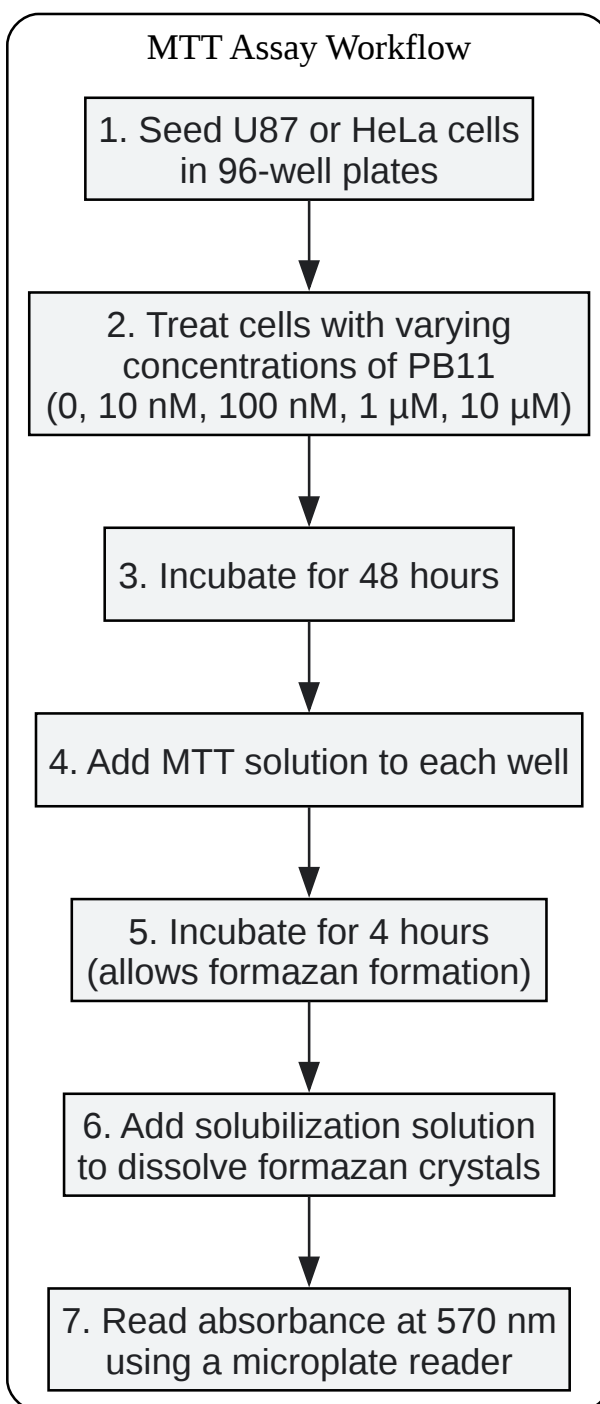 MTT Assay Workflow
1. Seed U87 or HeLa cells
in 96-well plates
2. Treat cells with varying
concentrations of PB11
(0, 10 nM, 100 nM, 1 µM, 10 µM)
3. Incubate for 48 hours
4. Add MTT solution to each well
5. Incubate for 4 hours
(allows formazan formation)
6. Add solubilization solution
to dissolve formazan crystals
7. Read absorbance at 570 nm
using a microplate reader